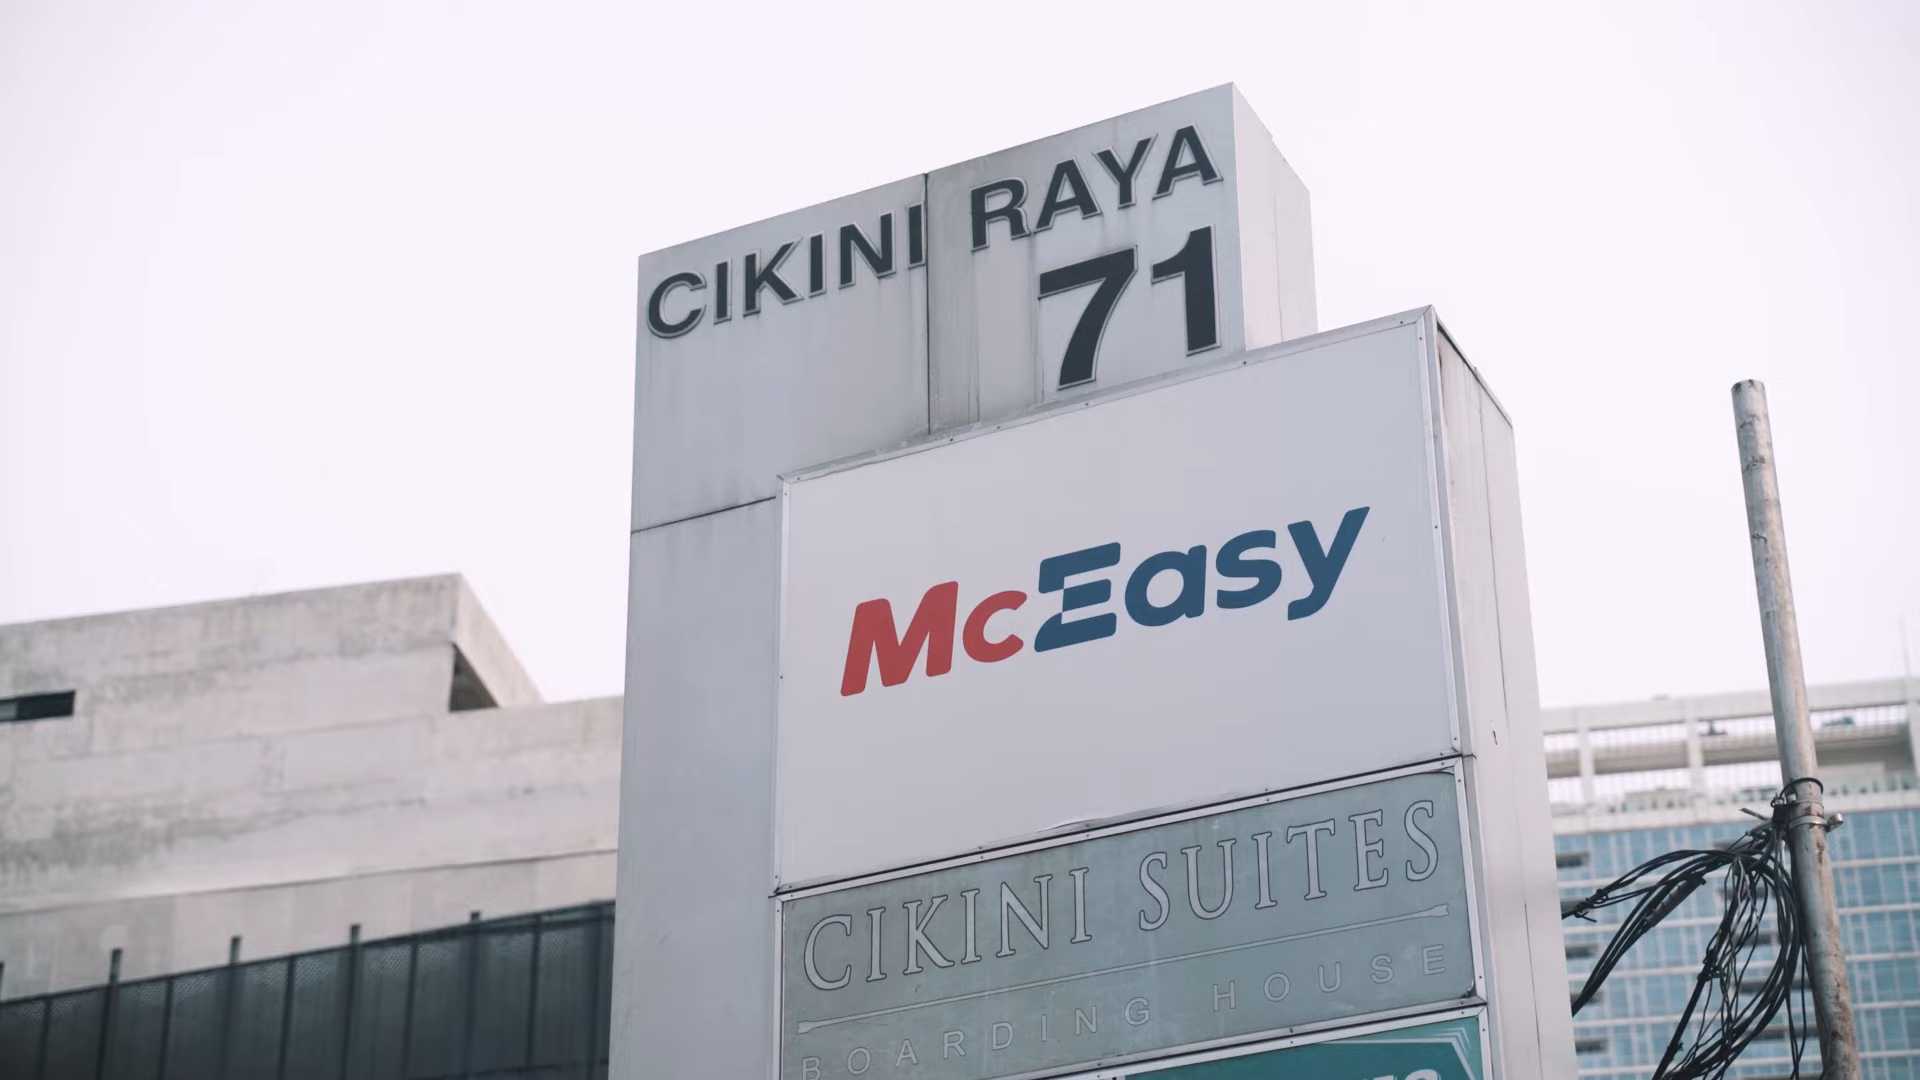 CIKINI RAYA
71
McEasy
CIKINI SUITES
BOARDING HOUSE